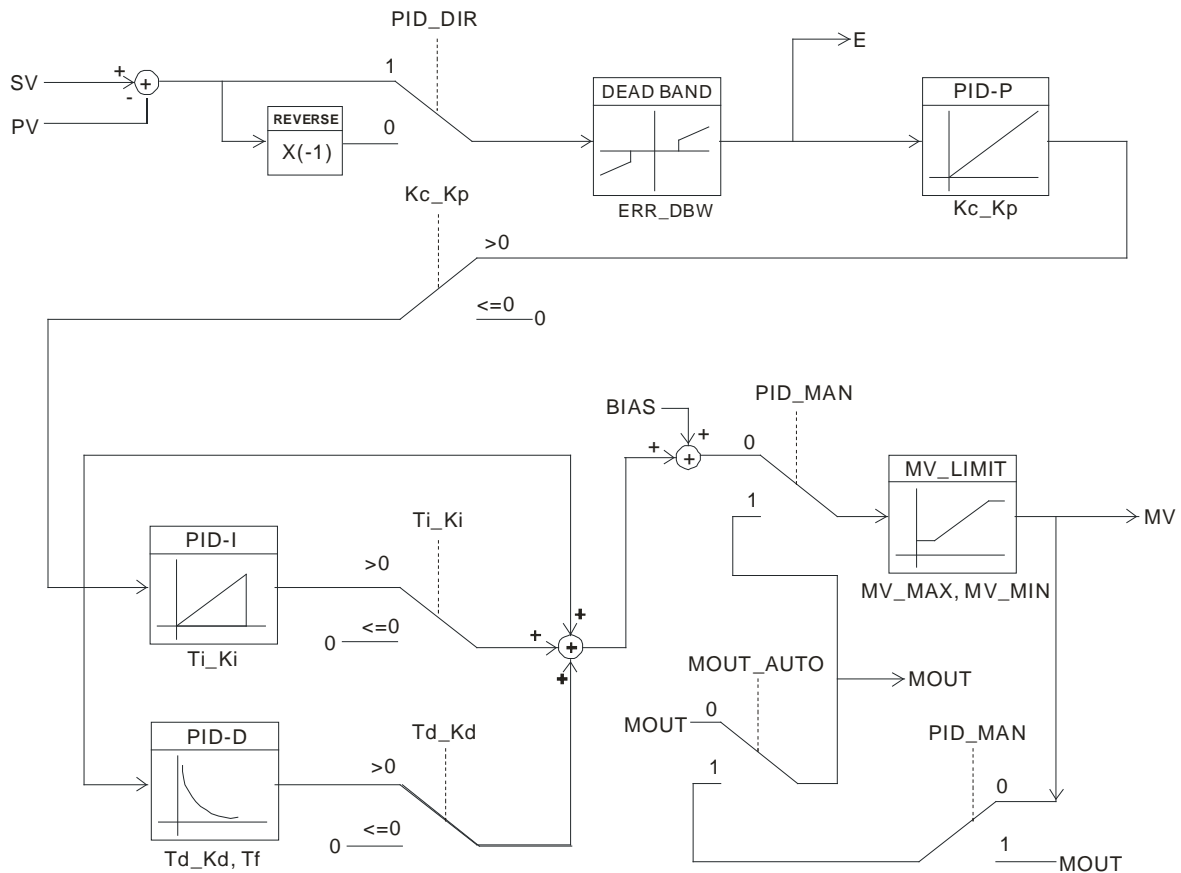 PID_DIR
SV
+
+
-
PV
1
REVERSE
X(-1)
0
DEAD BAND
ERR_DBW
E
PID-P
Kc_Kp
Kc_Kp
>0
<=0
0
BIAS
+
+
+
PID_MAN
0
1
MV_LIMIT
MV_MAX, MV_MIN
MV
PID-I
Ti_Ki
Ti_Ki
>0
0
<=0
+
+
+
+
PID-D
Td_Kd, Tf
Td_Kd
>0
0
<=0
MOUT_AUTO
MOUT
0
1
MOUT
PID_MAN
0
1
MOUT